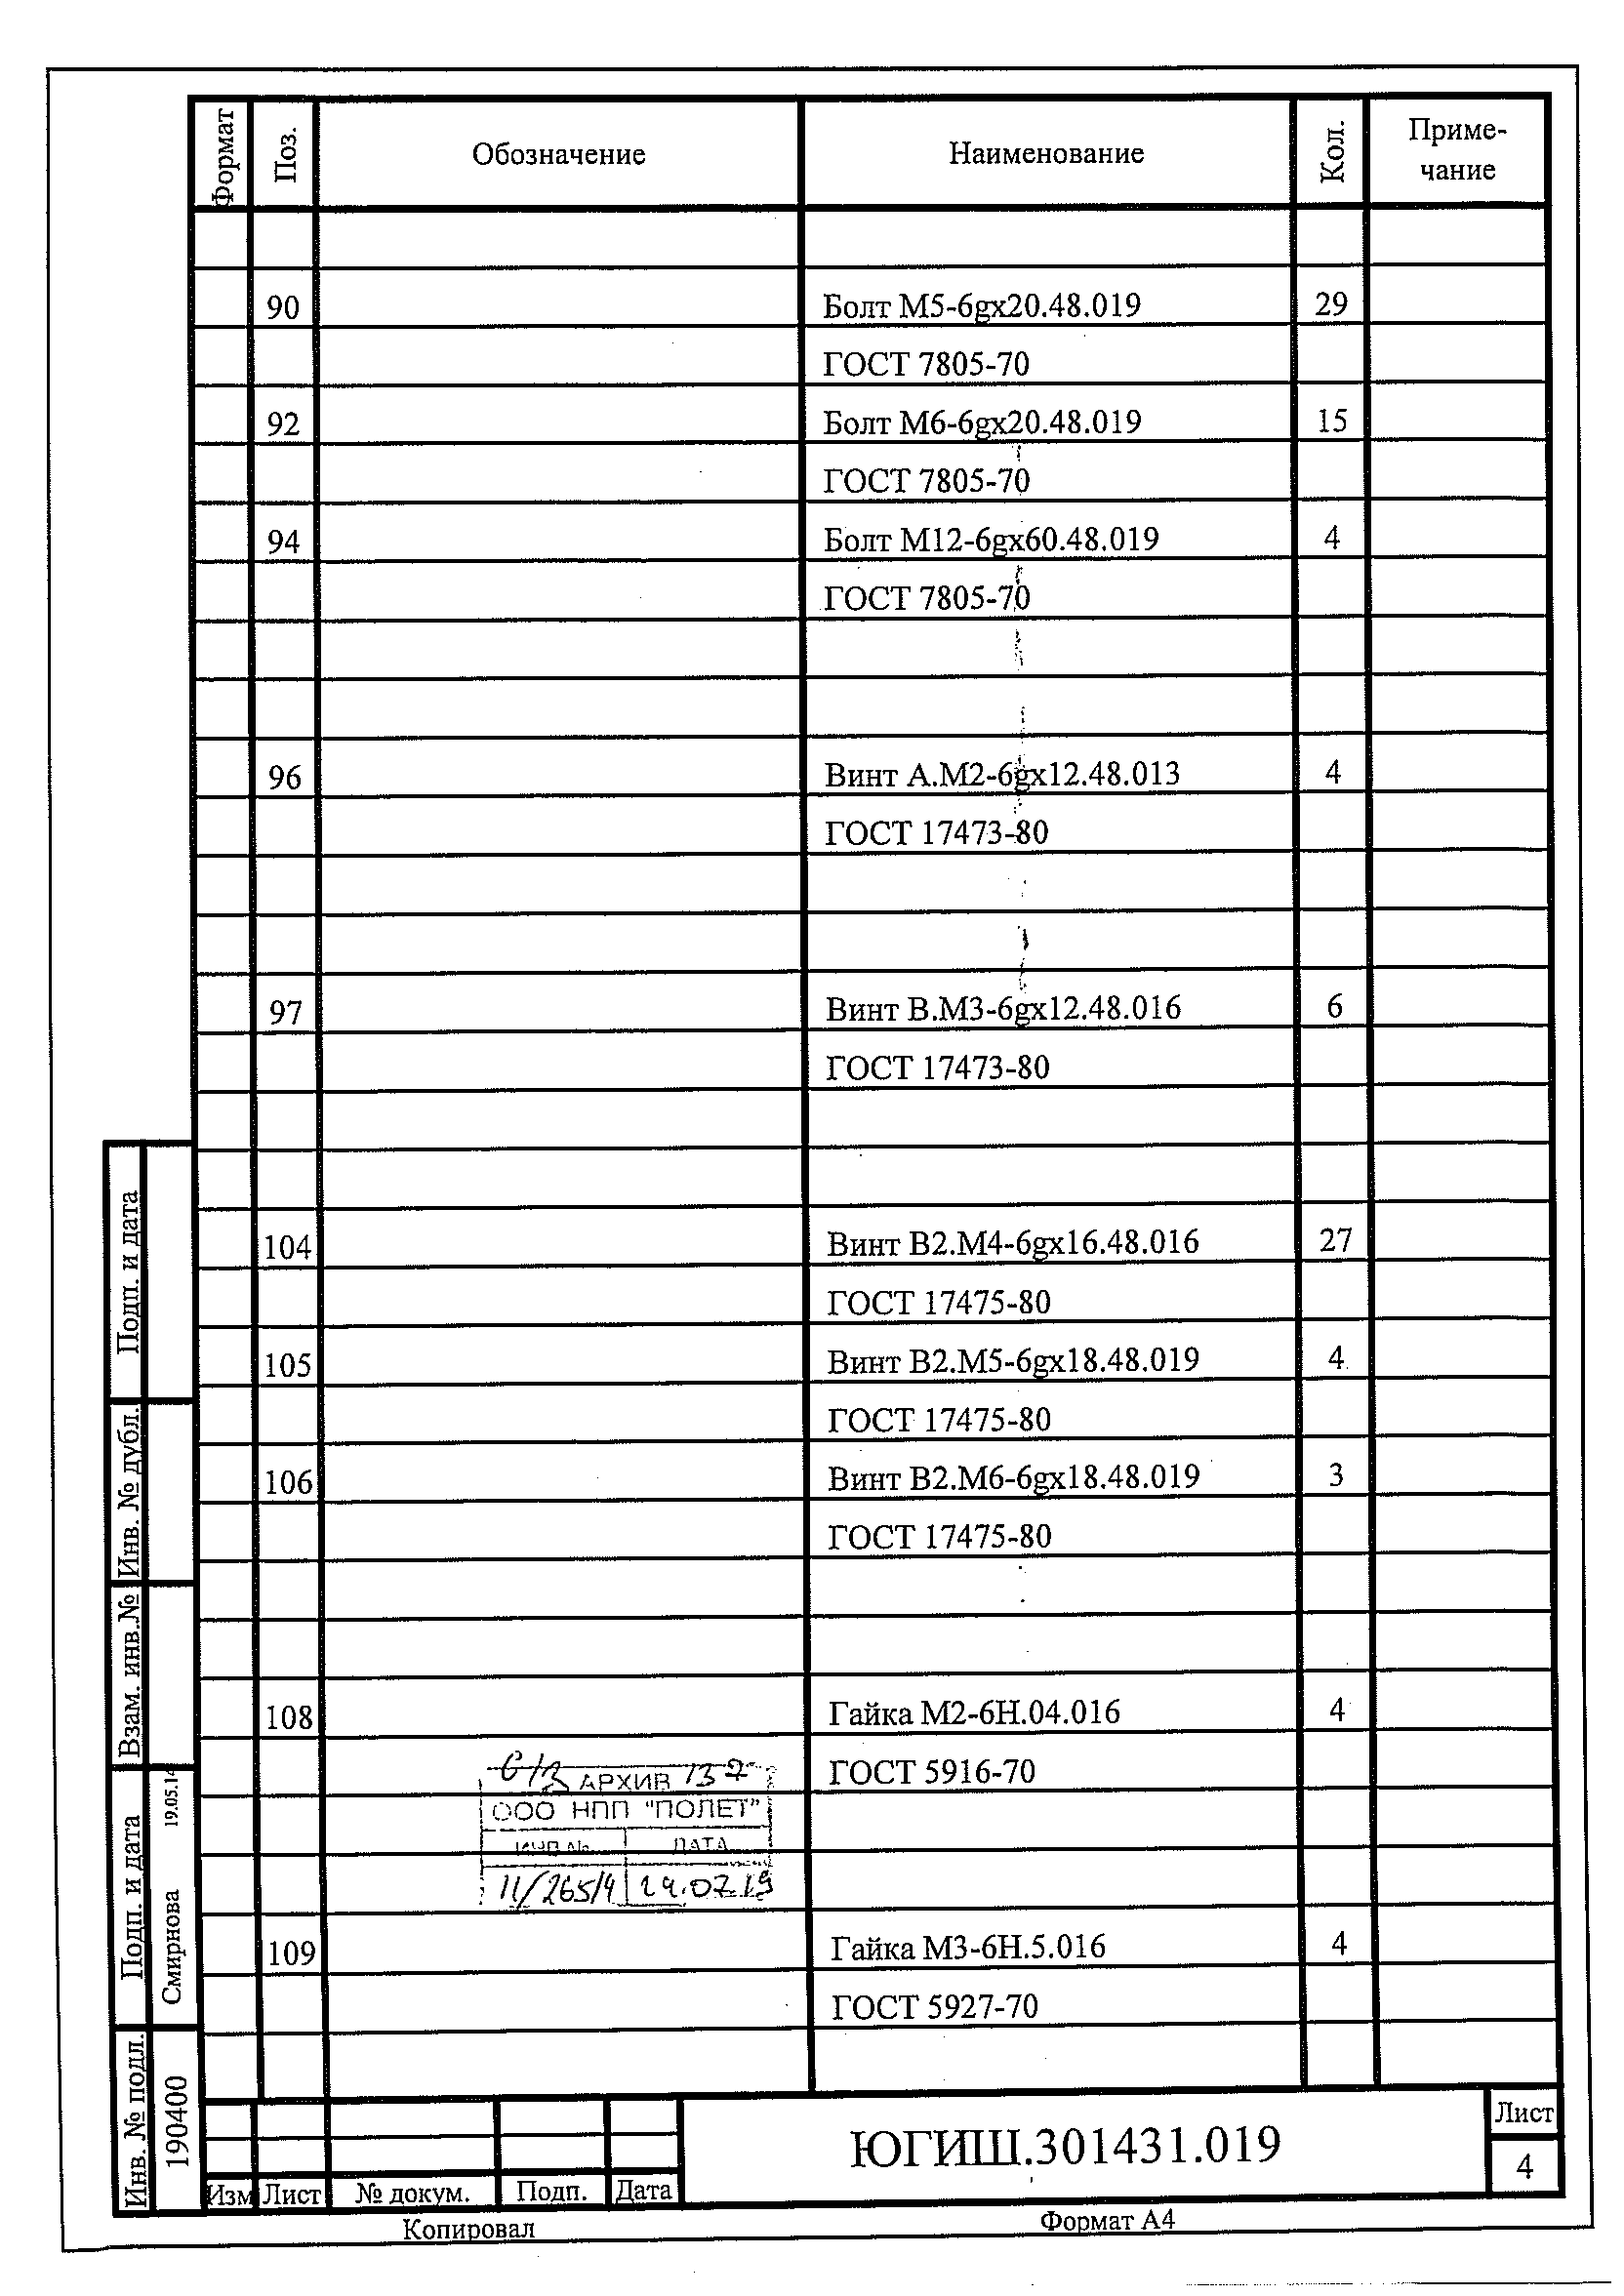 Формат Поз. Обозначение Наименование Кол. Приме-
чание
90 Болт М5-6gx20.48.019 29
ГОСТ 7805-70
92 Болт М6-6gx20.48.019 15
ГОСТ 7805-70
94 Болт М12-6gx60.48.019 4
ГОСТ 7805-70
96 Винт А.М2-6gx12.48.013 4
ГОСТ 17473-80
97 Винт В.М3-6gx12.48.016 6
ГОСТ 17473-80
104 Винт В2.М4-6gx16.48.016 27
ГОСТ 17475-80
105 Винт В2.М5-6gx18.48.019 4
ГОСТ 17475-80
106 Винт В2.М6-6gx18.48.019 3
ГОСТ 17475-80
108 Гайка М2-6Н.04.016 4
ГОСТ 5916-70
109 Гайка М3-6Н.5.016 4
ГОСТ 5927-70
АРХИВ 137
ООО НПП "ПОЛЕТ"
ИНВ № ДАТА
11/265/4 24.07.19
Подп. и дата
Инв. № дубл.
Взам. инв.№
Подп. и дата
Смирнова 19.05.14
Инв. № подл.
190400
Изм Лист № докум. Подп. Дата
ЮГИШ.301431.019
Лист
4
Копировал
Формат А4